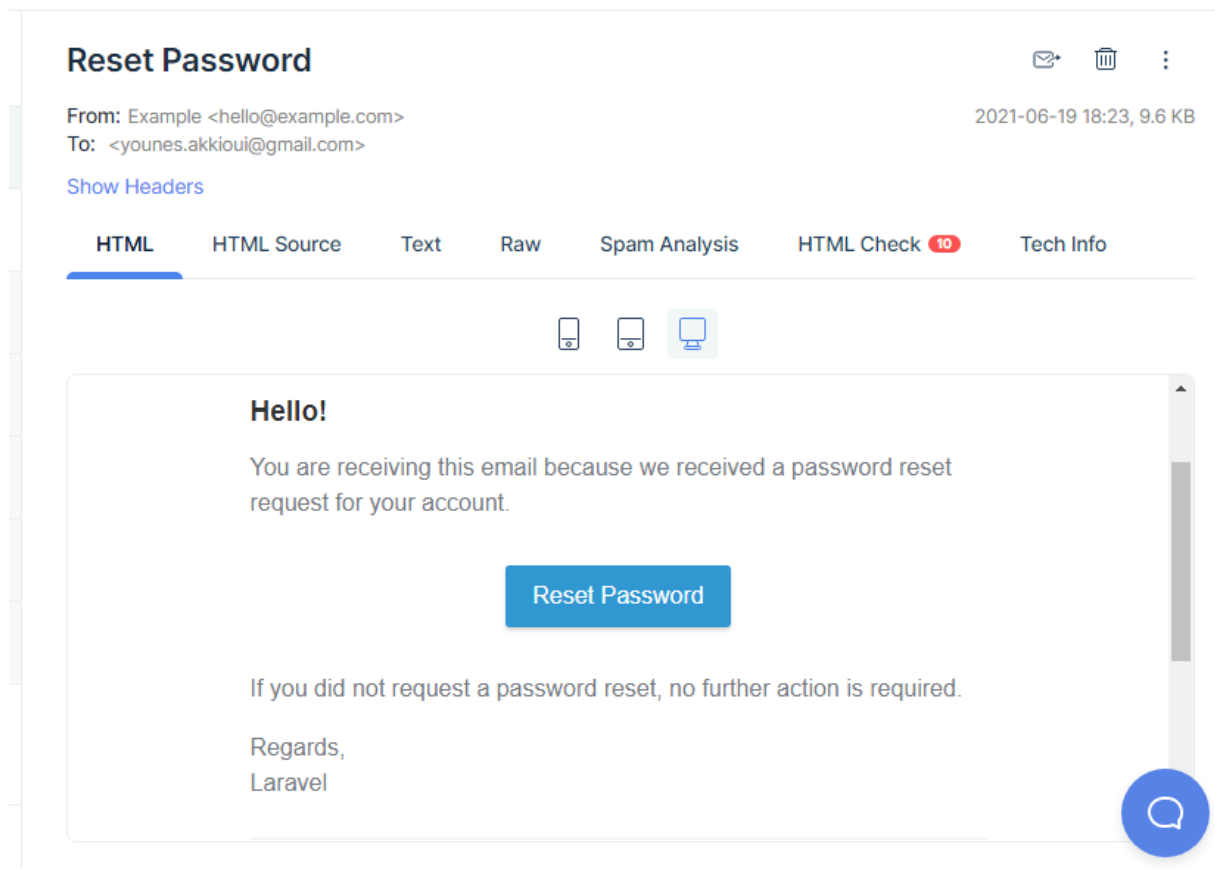 Reset Password
From: Example <hello@example.com>
2021-06-19 18:23, 9.6 KB
To: <younes.akkioui@gmail.com>
Show Headers
HTML HTML Source Text Raw Spam Analysis HTML Check 10 Tech Info
Hello!
You are receiving this email because we received a password reset
request for your account.
Reset Password
If you did not request a password reset, no further action is required.
Regards,
Laravel